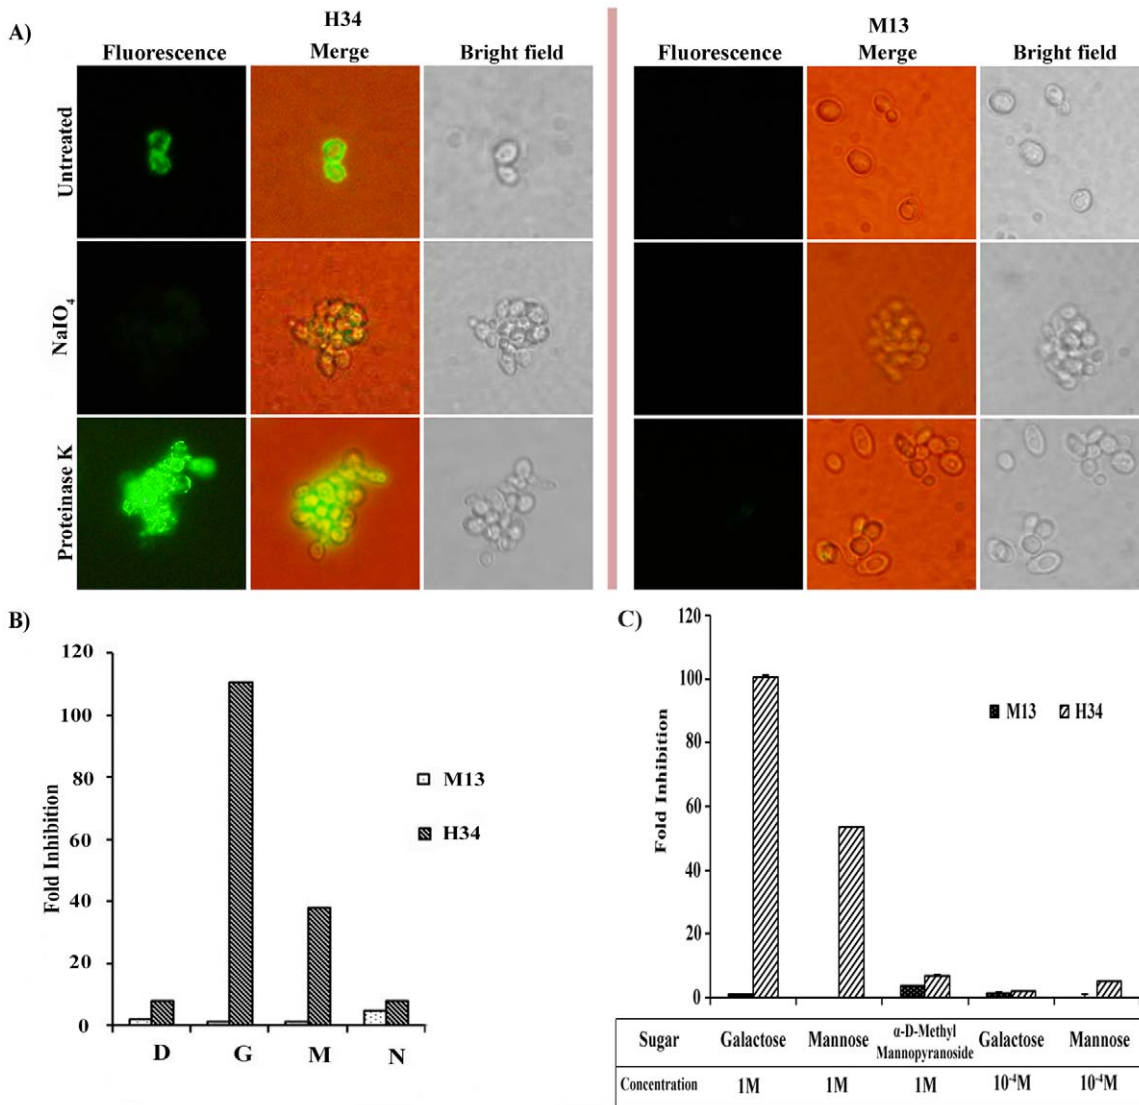 A)
H34
Fluorescence Merge Bright field
M13
Fluorescence Merge Bright field
Untreated
NaIO4
Proteinase K
B)
Fold Inhibition
120
100
80
60
40
20
0
D G M N
M13
H34
C)
Fold Inhibition
120
100
80
60
40
20
0
M13 H34
Sugar Galactose Mannose α-D-Methyl Mannopyranoside Galactose Mannose
Concentration 1M 1M 1M 10-4M 10-4M